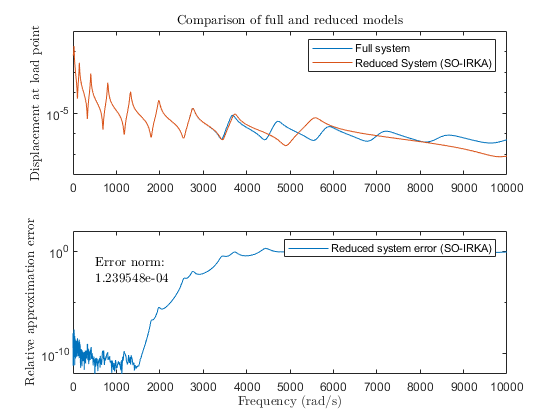 Comparison of full and reduced models
Displacement at load point
10^-5
Full system
Reduced System (SO-IRKA)
0 1000 2000 3000 4000 5000 6000 7000 8000 9000 10000
Relative approximation error
10^0
10^-10
Error norm:
1.239548e-04
Reduced system error (SO-IRKA)
0 1000 2000 3000 4000 5000 6000 7000 8000 9000 10000
Frequency (rad/s)